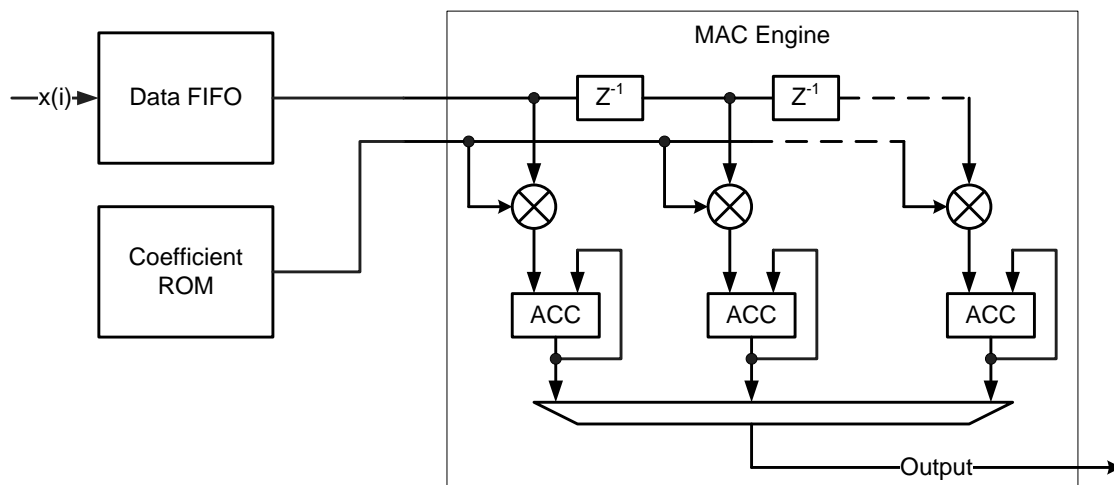 MAC Engine
x(i)
Data FIFO
Z⁻¹
Z⁻¹
Coefficient
ROM
ACC
ACC
ACC
Output